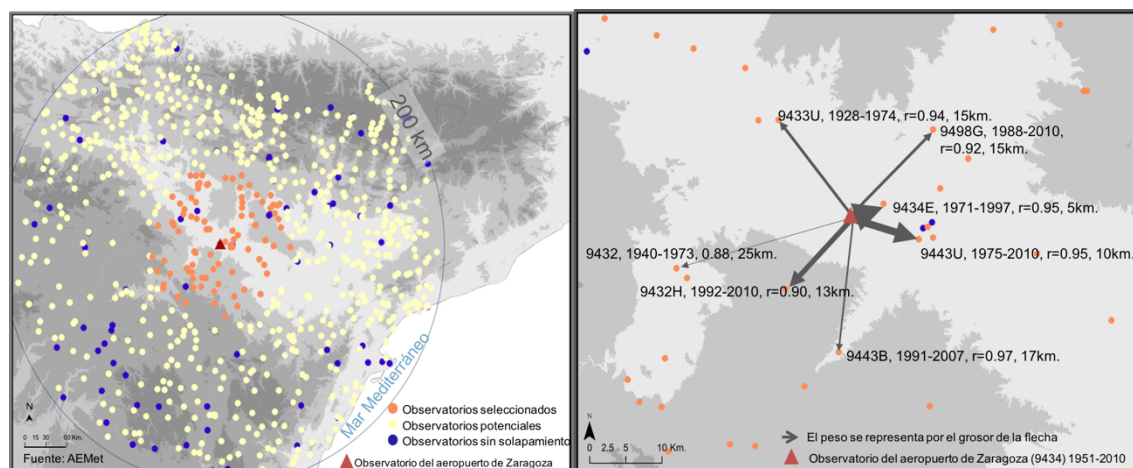 200 km
Mar Mediterráneo
N
0 15 30 60 Km.
Fuente: AEMet
Observatorios seleccionados
Observatorios potenciales
Observatorios sin solapamiento
Observatorio del aeropuerto de Zaragoza
9433U, 1928-1974, r=0.94, 15km.
9498G, 1988-2010,
r=0.92, 15km.
9434E, 1971-1997, r=0.95, 5km.
9443U, 1975-2010, r=0.95, 10km.
9432, 1940-1973, 0.88, 25km.
9432H, 1992-2010, r=0.90, 13km.
9443B, 1991-2007, r=0.97, 17km.
N
0 2,5 5 10 Km.
El peso se representa por el grosor de la flecha
Observatorio del aeropuerto de Zaragoza (9434) 1951-2010